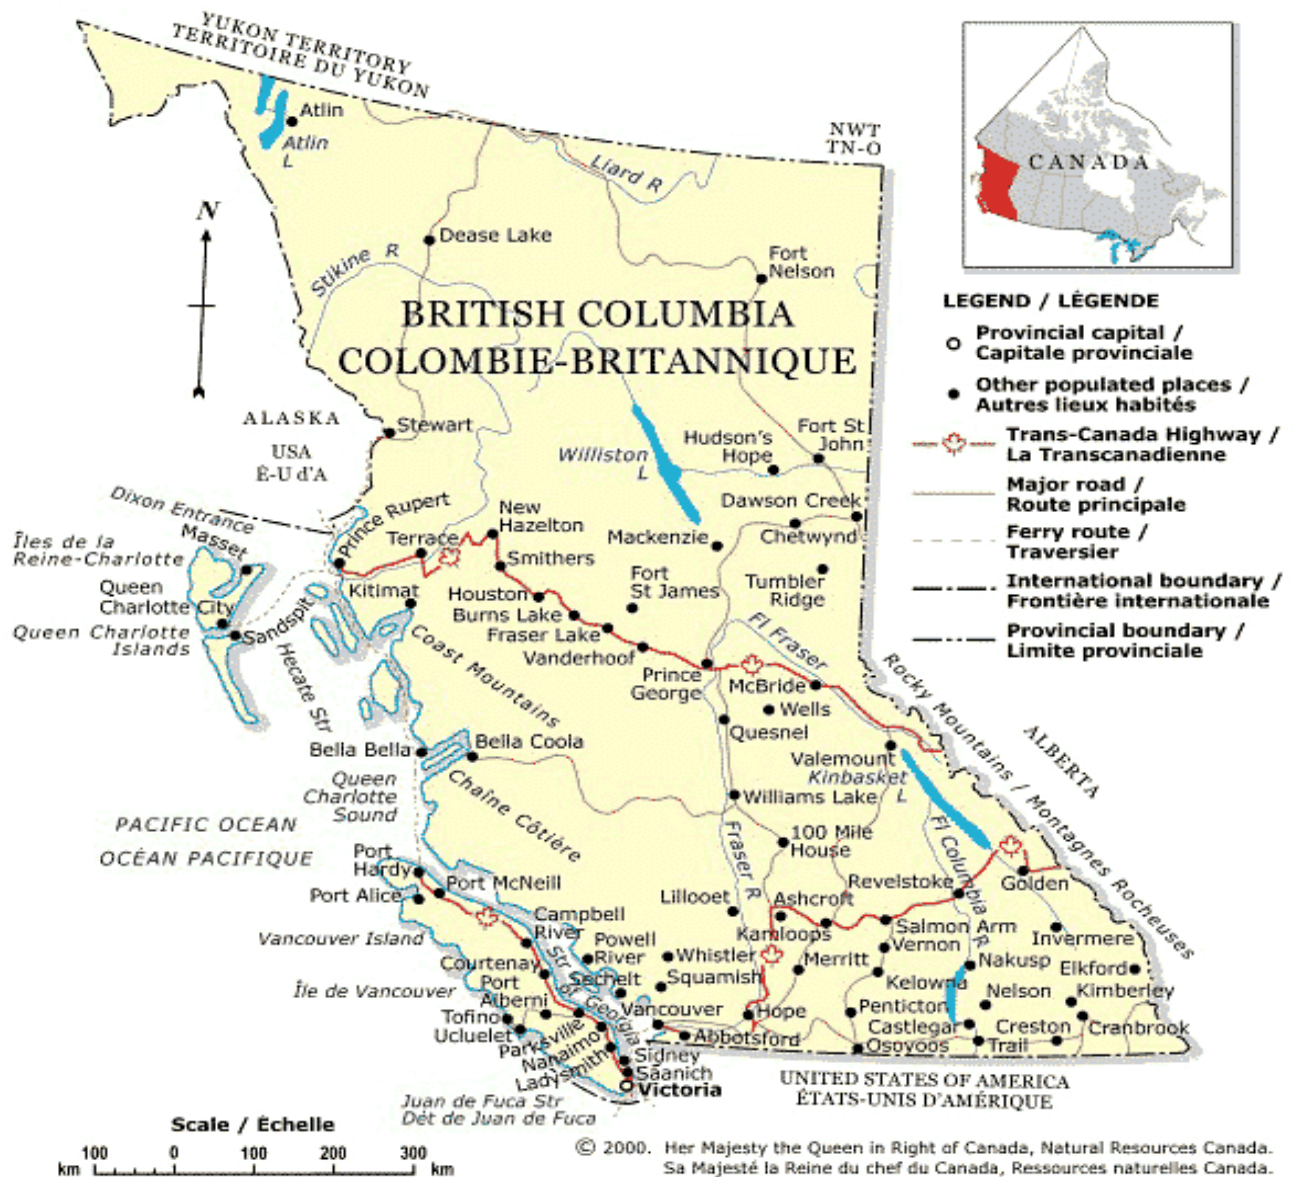 YUKON TERRITORY
TERRITOIRE DU YUKON
NWT
TN-O
Atlin
Atlin
L
Liard R
CANADA
N
Dease Lake
Stikine R
Fort
Nelson
BRITISH COLUMBIA
COLOMBIE-BRITANNIQUE
LEGEND / LÉGENDE
Provincial capital /
Capitale provinciale
Other populated places /
Autres lieux habités
Trans-Canada Highway /
La Transcanadienne
Major road /
Route principale
Ferry route /
Traversier
International boundary /
Frontière internationale
Provincial boundary /
Limite provinciale
ALASKA
USA
É-U d'A
Stewart
Williston
L
Hudson's
Hope
Fort St
John
Dawson Creek
Chetwynd
Mackenzie
Tumbler
Ridge
Dixon Entrance
Masset
Îles de la
Reine-Charlotte
Queen
Charlotte City
Queen Charlotte
Islands
Sandspit
Hecate Str
Prince Rupert
Terrace
New
Hazelton
Smithers
Kitimat
Houston
Fort
St James
Burns Lake
Fraser Lake
Vanderhoof
Prince
George
Fl Fraser
McBride
Wells
Quesnel
Valemount
Kinbasket
L
Rocky Mountains / Montagnes Rocheuses
ALBERTA
Coast Mountains
Bella Bella
Bella Coola
Queen
Charlotte
Sound
Chaîne Côtière
Williams Lake
100 Mile
House
Fraser R
Fl Columbia R
PACIFIC OCEAN
OCÉAN PACIFIQUE
Port
Hardy
Port McNeill
Port Alice
Vancouver Island
Île de Vancouver
Campbell
River
Powell
River
Courtenay
Str of Georgia
Sechelt
Port
Alberni
Tofino
Ucluelet
Parksville
Nanaimo
Ladysmith
Lillooet
Ashcroft
Kamloops
Whistler
Squamish
Vancouver
Merritt
Hope
Abbotsford
Revelstoke
Golden
Salmon Arm
Vernon
Kelowna
Penticton
Osoyoos
Nakusp
Invermere
Elkford
Nelson
Kimberley
Castlegar
Creston
Cranbrook
Trail
Sidney
Saanich
Victoria
Juan de Fuca Str
Dét de Juan de Fuca
UNITED STATES OF AMERICA
ÉTATS-UNIS D'AMÉRIQUE
Scale / Échelle
100 0 100 200 300
km km
© 2000. Her Majesty the Queen in Right of Canada, Natural Resources Canada.
Sa Majesté la Reine du chef du Canada, Ressources naturelles Canada.